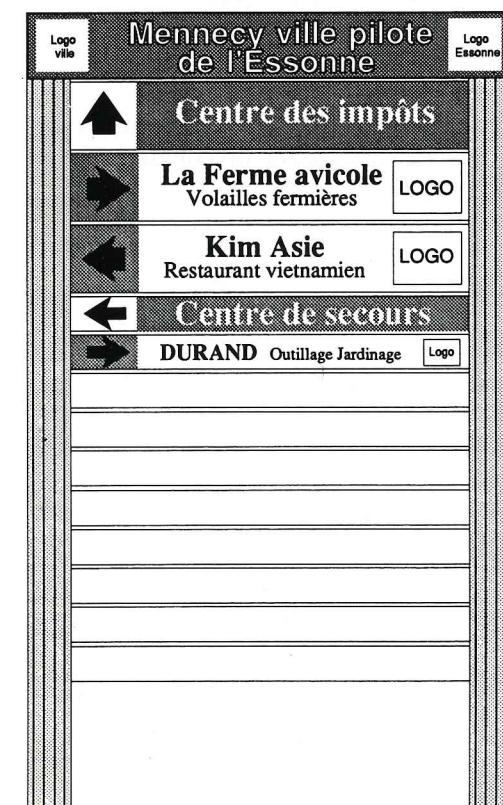 Logo
ville
Mennecy ville pilote
de l'Essonne
Logo
Essonne
Centre des impôts
La Ferme avicole
Volailles fermières
LOGO
Kim Asie
Restaurant vietnamien
LOGO
Centre de secours
DURAND Outillage Jardinage
Logo